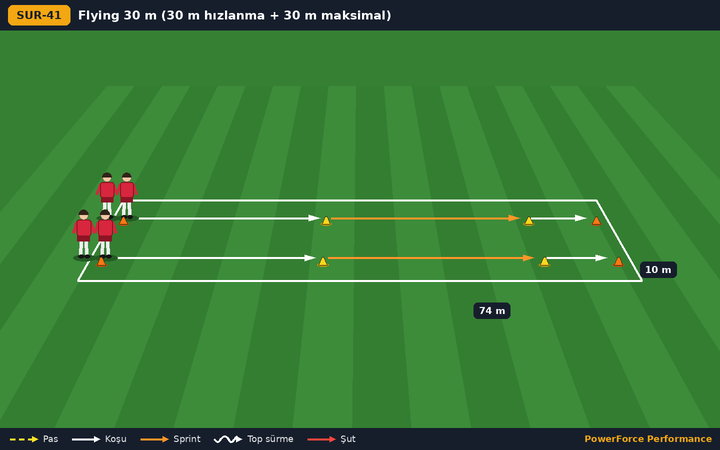 SUR-41 Flying 30 m (30 m hızlanma + 30 m maksimal)
10 m
74 m
Pas Koşu Sprint Top sürme Şut PowerForce Performance